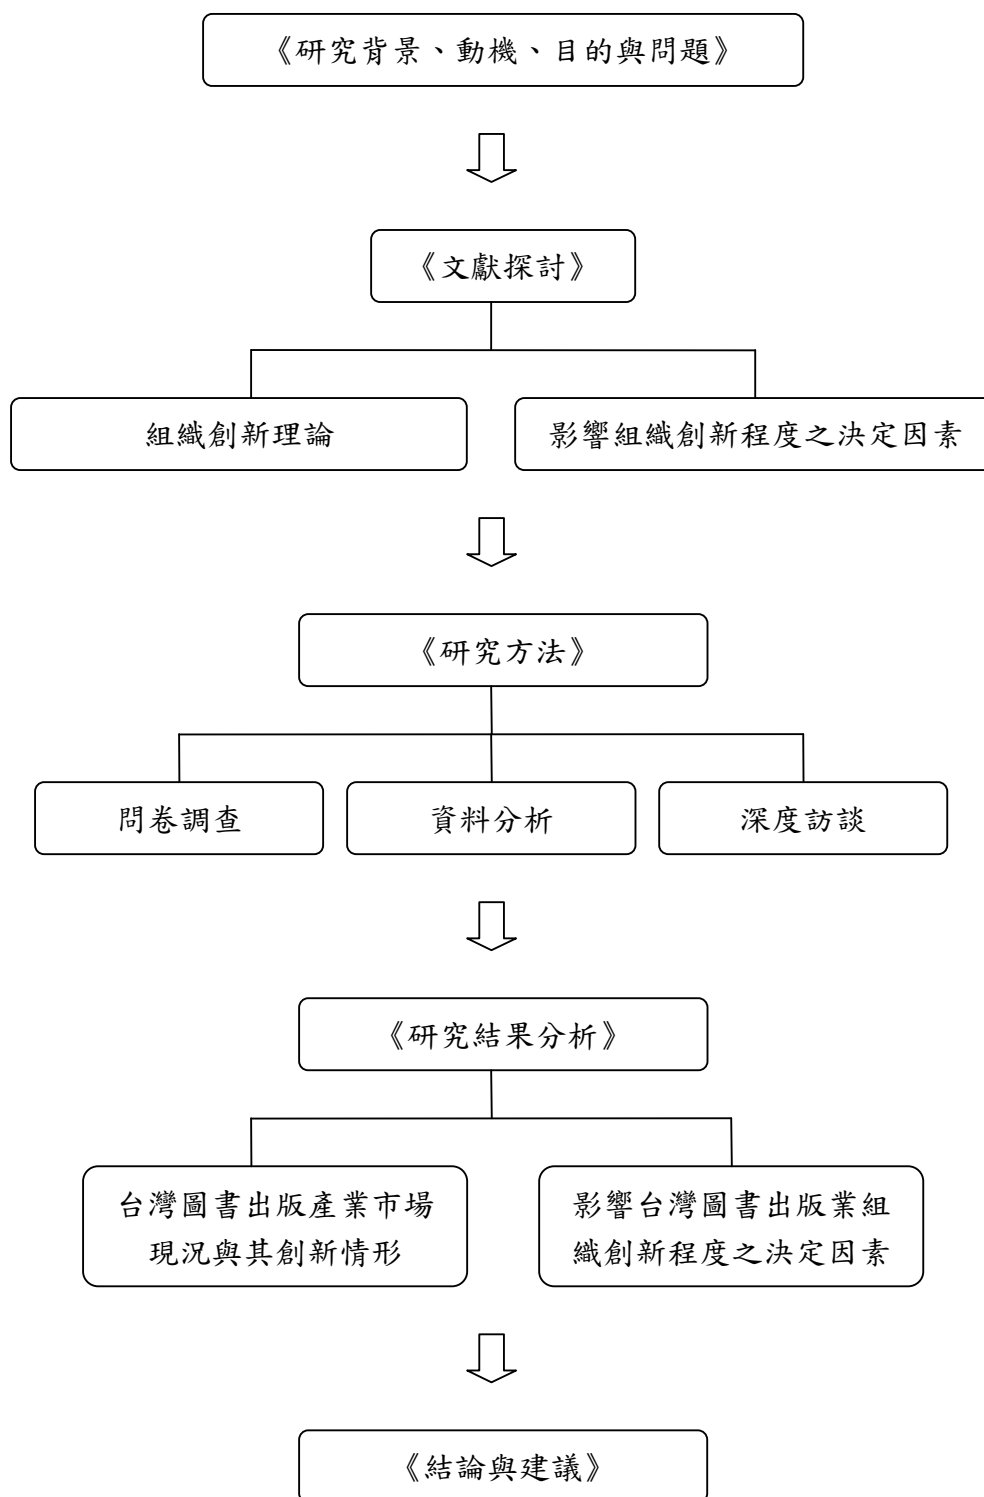 《研究背景、動機、目的與問題》
《文獻探討》
組織創新理論
影響組織創新程度之決定因素
《研究方法》
問卷調查
資料分析
深度訪談
《研究結果分析》
台灣圖書出版產業市場
現況與其創新情形
影響台灣圖書出版業組
織創新程度之決定因素
《結論與建議》